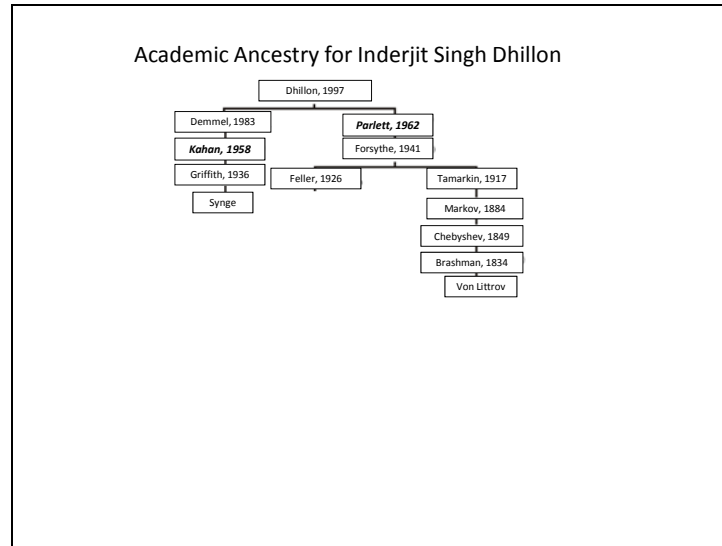 Academic Ancestry for Inderjit Singh Dhillon
Dhillon, 1997
Demmel, 1983
Parlett, 1962
Kahan, 1958
Forsythe, 1941
Griffith, 1936
Feller, 1926
Tamarkin, 1917
Synge
Markov, 1884
Chebyshev, 1849
Brashman, 1834
Von Littrov